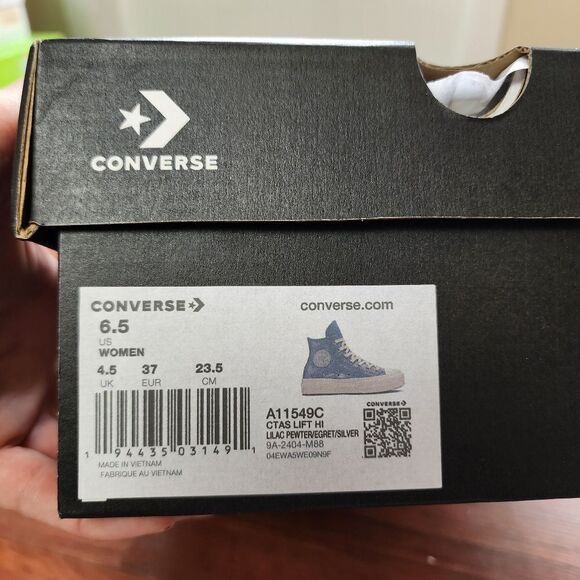 CONVERSE
CONVERSE
converse.com
6.5
US
WOMEN
4.5 37 23.5
UK EUR CM
1 94435 03149 1
MADE IN VIETNAM
FABRIQUE AU VIETNAM
A11549C
CTAS LIFT HI
LILAC PEWTER/EGRET/SILVER
9A-2404-M88
04EWA5WE09N9F
CONVERSE